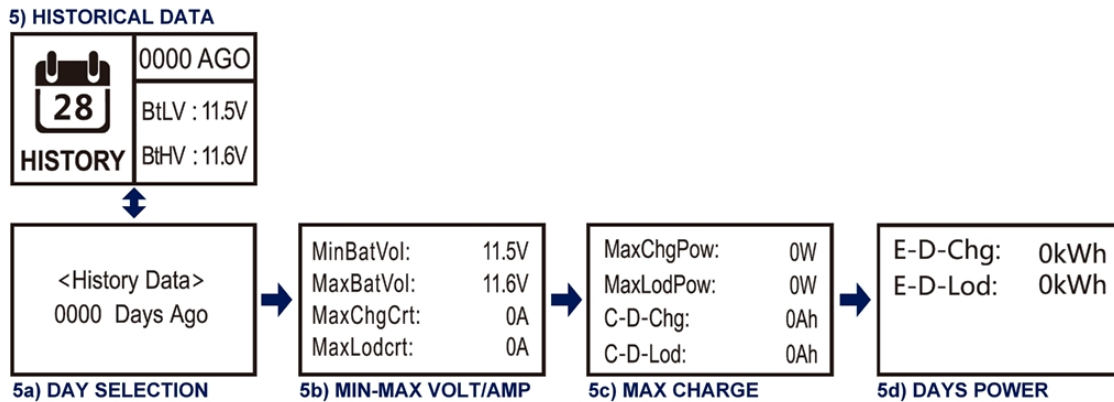 5) HISTORICAL DATA
28
HISTORY
0000 AGO
BtLV : 11.5V
BtHV : 11.6V
<History Data>
0000 Days Ago
5a) DAY SELECTION
MinBatVol: 11.5V
MaxBatVol: 11.6V
MaxChgCrt: 0A
MaxLodcrt: 0A
5b) MIN-MAX VOLT/AMP
MaxChgPow: 0W
MaxLodPow: 0W
C-D-Chg: 0Ah
C-D-Lod: 0Ah
5c) MAX CHARGE
E-D-Chg: 0kWh
E-D-Lod: 0kWh
5d) DAYS POWER